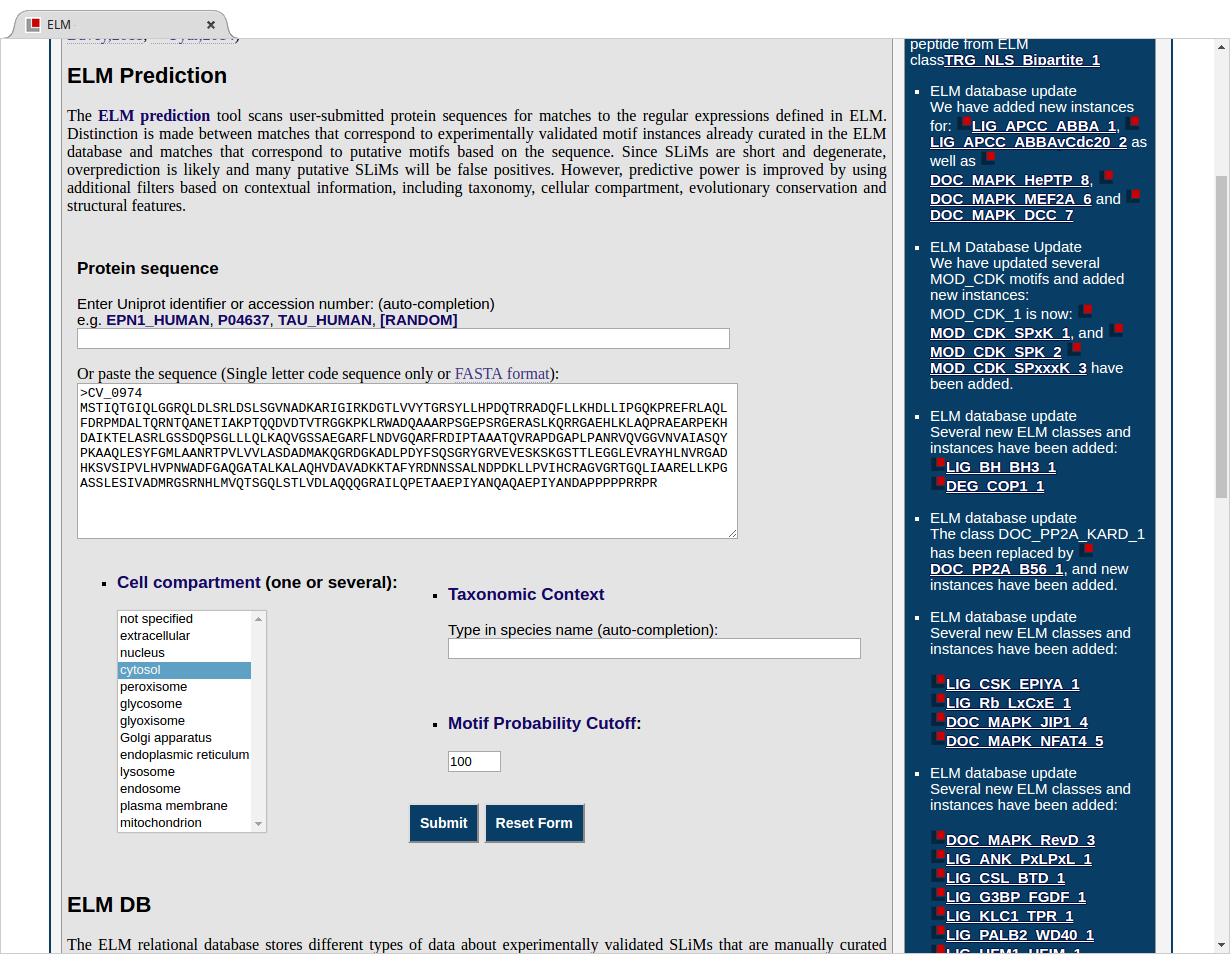 ELM
ELM Prediction
The ELM prediction tool scans user-submitted protein sequences for matches to the regular expressions defined in ELM.
Distinction is made between matches that correspond to experimentally validated motif instances already curated in the ELM
database and matches that correspond to putative motifs based on the sequence. Since SLiMs are short and degenerate,
overprediction is likely and many putative SLiMs will be false positives. However, predictive power is improved by using
additional filters based on contextual information, including taxonomy, cellular compartment, evolutionary conservation and
structural features.
Protein sequence
Enter Uniprot identifier or accession number: (auto-completion)
e.g. EPN1_HUMAN, P04637, TAU_HUMAN, [RANDOM]
Or paste the sequence (Single letter code sequence only or FASTA format):
>CV_0974
MSTIQTGIQLGGRQLDLSRLDSLSGVNADKARIGIRKDGTLVVYTGRSYLLHPDQTRRADQFLLKHDLLIPGQKPREFRLAQL
FDRPMDALTQRNTQANETIAKPTQQDVDTVTRGGKPKLRWADQAAARPSGEPSRGERASLKQRRGAEHLKLAQPRAEARPEKH
DAIKTELASRLGSSDQPSGLLLQLKAQVGSSAEGARFLNDVGQARFRDIPTAAATQVRAPDGAPLPANRVQVGGVNVAIASQY
PKAAQLESYFGMLAANRTPVLVVLASDADMAKQGRDGKADLPDYFSQSGRYGRVEVESKSKGSTTLEGGLEVRAYHLNVRGAD
HKSVSIPVLHVPNWADFGAQGATALKALAQHVDAVADKKTAFYRDNNSSALNDPDKLLPVIHCRAGVGRTGQLIAARELLKPG
ASSLESIVADMRGSRNHLMVQTSGQLSTLVDLAQQQGRAILQPETAAEPIYANQAQAEPIYANDAPPPPPRRPR
Cell compartment (one or several):
not specified
extracellular
nucleus
cytosol
peroxisome
glycosome
glyoxisome
Golgi apparatus
endoplasmic reticulum
lysosome
endosome
plasma membrane
mitochondrion
Taxonomic Context
Type in species name (auto-completion):
Motif Probability Cutoff:
100
Submit Reset Form
ELM DB
The ELM relational database stores different types of data about experimentally validated SLiMs that are manually curated
peptide from ELM
classTRG_NLS_Bipartite_1
ELM database update
We have added new instances
for: LIG_APCC_ABBA_1,
LIG_APCC_ABBAvCdc20_2 as
well as
DOC_MAPK_HePTP_8,
DOC_MAPK_MEF2A_6 and
DOC_MAPK_DCC_7
ELM Database Update
We have updated several
MOD_CDK motifs and added
new instances:
MOD_CDK_1 is now:
MOD_CDK_SPxK_1, and
MOD_CDK_SPK_2
MOD_CDK_SPxxxK_3 have
been added.
ELM database update
Several new ELM classes and
instances have been added:
LIG_BH_BH3_1
DEG_COP1_1
ELM database update
The class DOC_PP2A_KARD_1
has been replaced by
DOC_PP2A_B56_1, and new
instances have been added.
ELM database update
Several new ELM classes and
instances have been added:
LIG_CSK_EPIYA_1
LIG_Rb_LxCxE_1
DOC_MAPK_JIP1_4
DOC_MAPK_NFAT4_5
ELM database update
Several new ELM classes and
instances have been added:
DOC_MAPK_RevD_3
LIG_ANK_PxLPxL_1
LIG_CSL_BTD_1
LIG_G3BP_FGDF_1
LIG_KLC1_TPR_1
LIG_PALB2_WD40_1